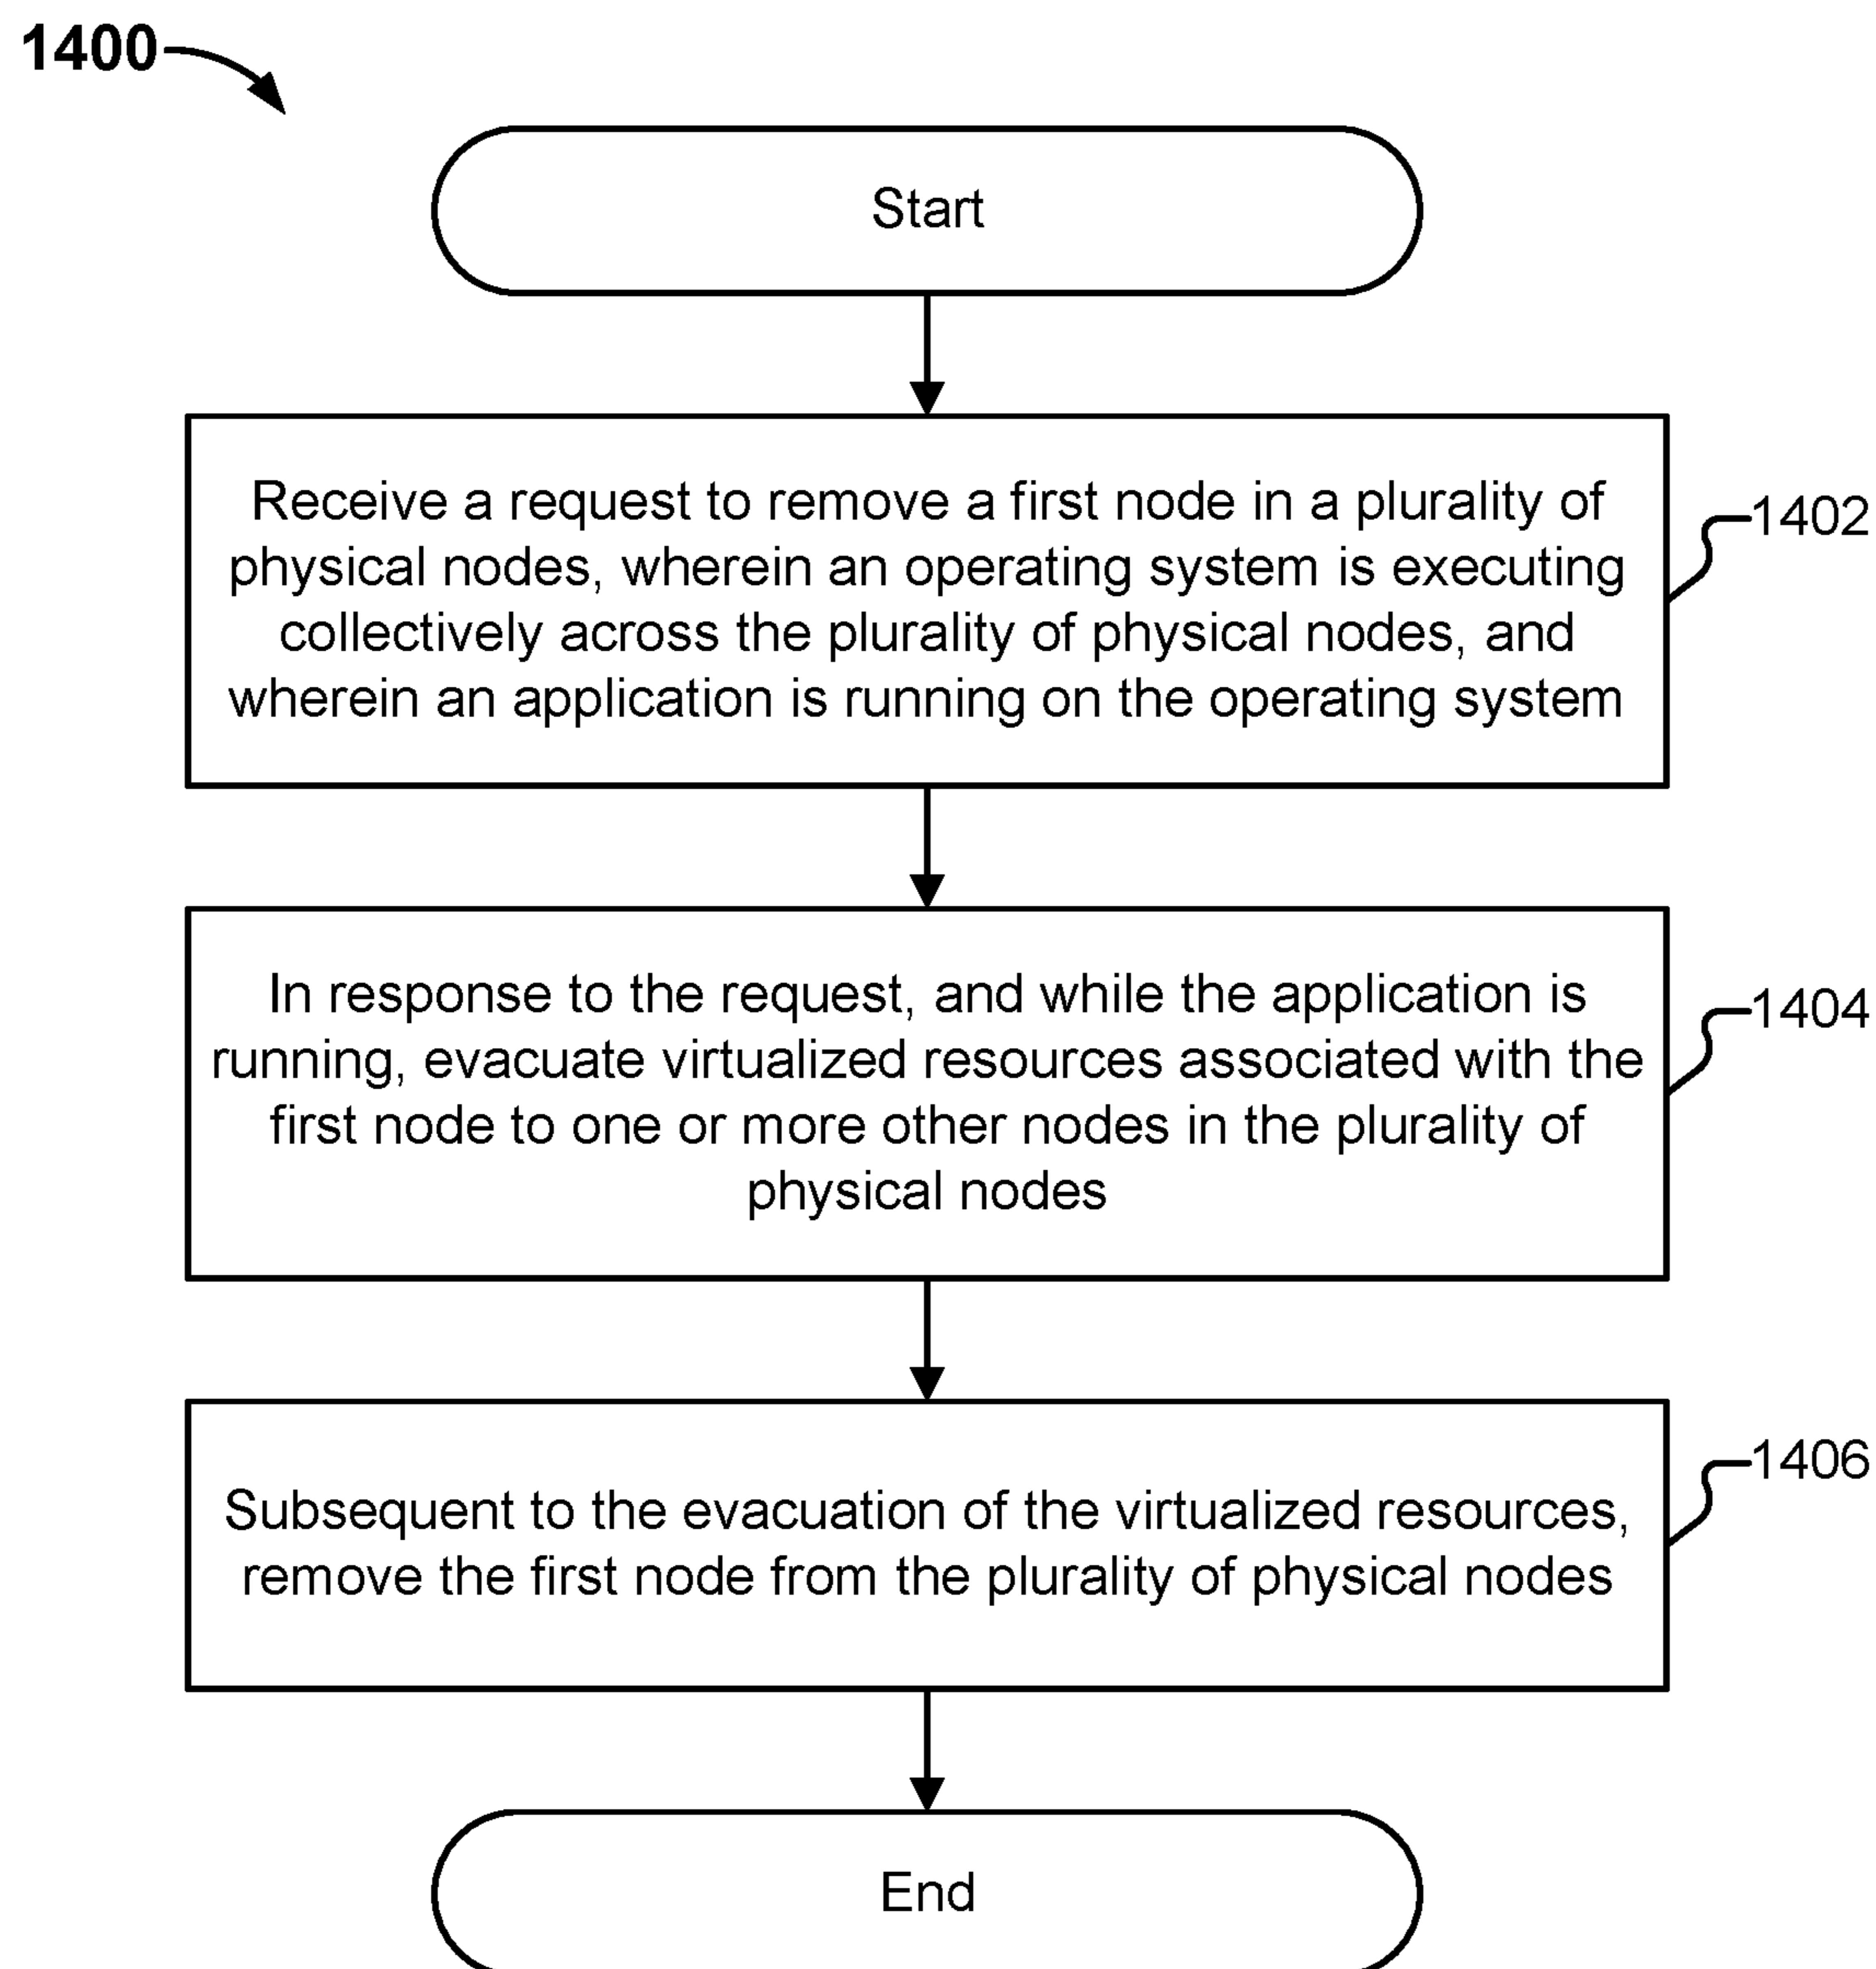 1400
Start
Receive a request to remove a first node in a plurality of
physical nodes, wherein an operating system is executing
collectively across the plurality of physical nodes, and
wherein an application is running on the operating system
1402
In response to the request, and while the application is
running, evacuate virtualized resources associated with the
first node to one or more other nodes in the plurality of
physical nodes
1404
Subsequent to the evacuation of the virtualized resources,
remove the first node from the plurality of physical nodes
1406
End